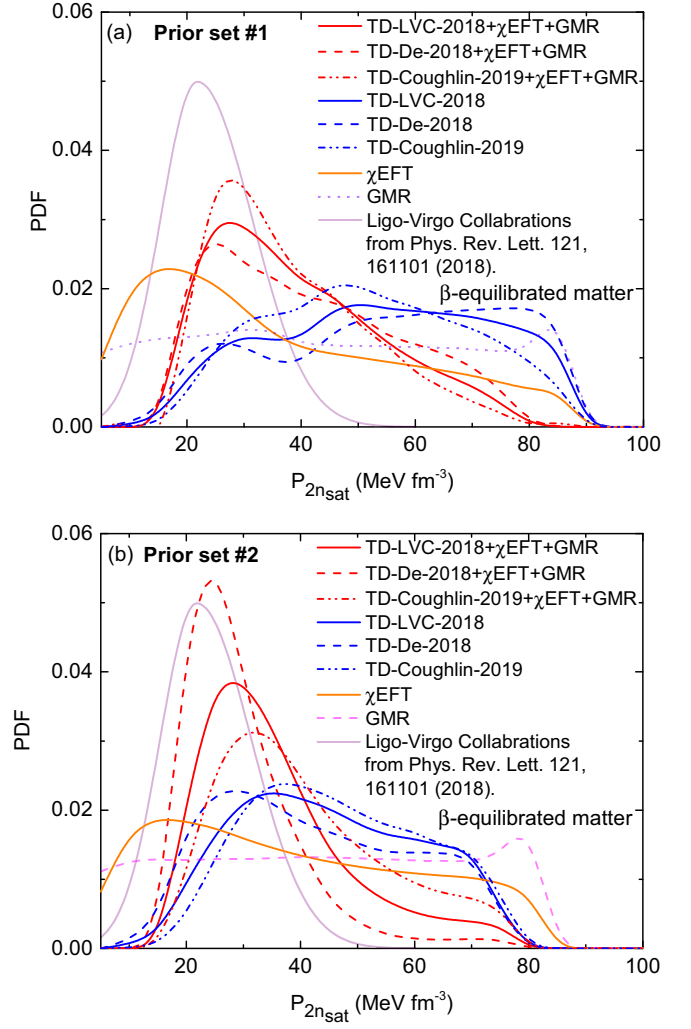 (a) Prior set #1
TD-LVC-2018+χEFT+GMR
TD-De-2018+χEFT+GMR
TD-Coughlin-2019+χEFT+GMR
TD-LVC-2018
TD-De-2018
TD-Coughlin-2019
χEFT
GMR
Ligo-Virgo Collabrations
from Phys. Rev. Lett. 121,
161101 (2018).
β-equilibrated matter
PDF
0.06
0.04
0.02
0.00
20 40 60 80 100
P2nsat (MeV fm-3)
(b) Prior set #2
TD-LVC-2018+χEFT+GMR
TD-De-2018+χEFT+GMR
TD-Coughlin-2019+χEFT+GMR
TD-LVC-2018
TD-De-2018
TD-Coughlin-2019
χEFT
GMR
Ligo-Virgo Collabrations
from Phys. Rev. Lett. 121,
161101 (2018).
β-equilibrated matter
PDF
0.06
0.04
0.02
0.00
20 40 60 80 100
P2nsat (MeV fm-3)